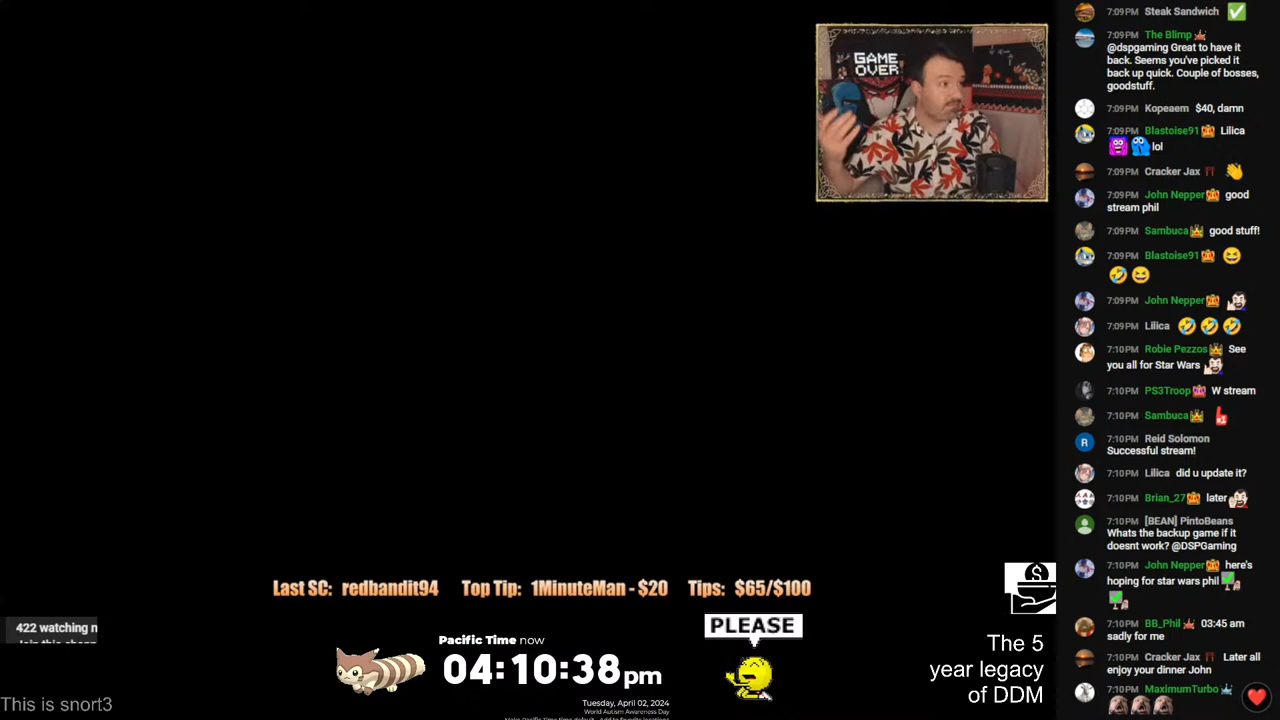 GAME
OVER
7:09PM Steak Sandwich
7:09PM The Blimp
@dspgaming Great to have it
back. Seems you've picked it
back up quick. Couple of bosses,
goodstuff.
7:09PM Kopeaem $40, damn
7:09PM Blastoise91 Lilica
lol
7:09PM Cracker Jax
7:09PM John Nepper good
stream phil
7:09PM Sambuca good stuff!
7:09PM Blastoise91
7:09PM John Nepper
7:09PM Lilica
7:10PM Robie Pezzos See
you all for Star Wars
7:10PM PS3Troop W stream
7:10PM Sambuca
R 7:10PM Reid Solomon
Successful stream!
7:10PM Lilica did u update it?
7:10PM Brian_27 later
7:10PM [BEAN] PintoBeans
Whats the backup game if it
doesnt work? @DSPGaming
7:10PM John Nepper here's
hoping for star wars phil
7:10PM BB_Phil 03:45 am
sadly for me
7:10PM Cracker Jax Later all
enjoy your dinner John
7:10PM MaximumTurbo
Last SC: redbandit94 Top Tip: 1MinuteMan - $20 Tips: $65/$100
422 watching n
PLEASE
Pacific Time now
04:10:38pm
Tuesday, April 02, 2024
World Autism Awareness Day
The 5
year legacy
of DDM
This is snort3